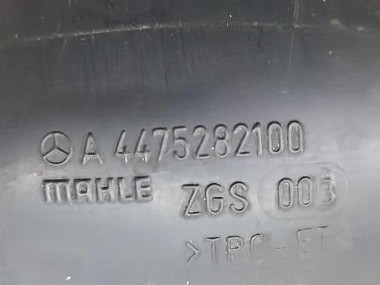 A 4475282100
MAHLE ZGS 003
>TPC-ET<